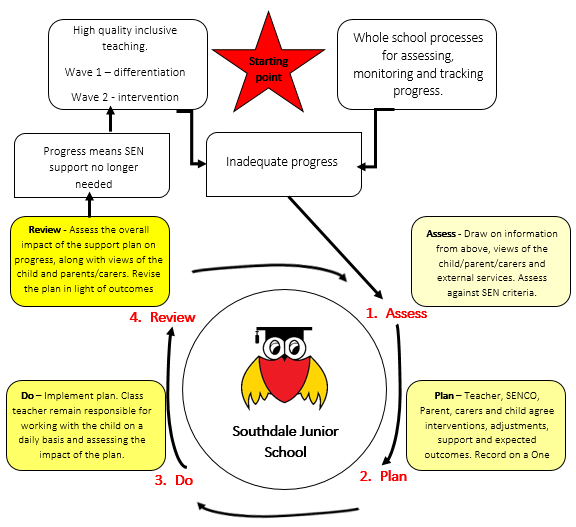 High quality inclusive
teaching.
Wave 1 – differentiation
Wave 2 - intervention
Starting
point
Whole school processes
for assessing,
monitoring and tracking
progress.
Progress means SEN
support no longer
needed
Inadequate progress
Review - Assess the overall
impact of the support plan on
progress, along with views of the
child and parents/carers. Revise
the plan in light of outcomes
Assess - Draw on information
from above, views of the
child/parent/carers and
external services. Assess
against SEN criteria.
4. Review
1. Assess
Southdale Junior
School
Do – Implement plan. Class
teacher remain responsible for
working with the child on a
daily basis and assessing the
impact of the plan.
Plan – Teacher, SENCO,
Parent, carers and child agree
interventions, adjustments,
support and expected
outcomes. Record on a One
3. Do
2. Plan